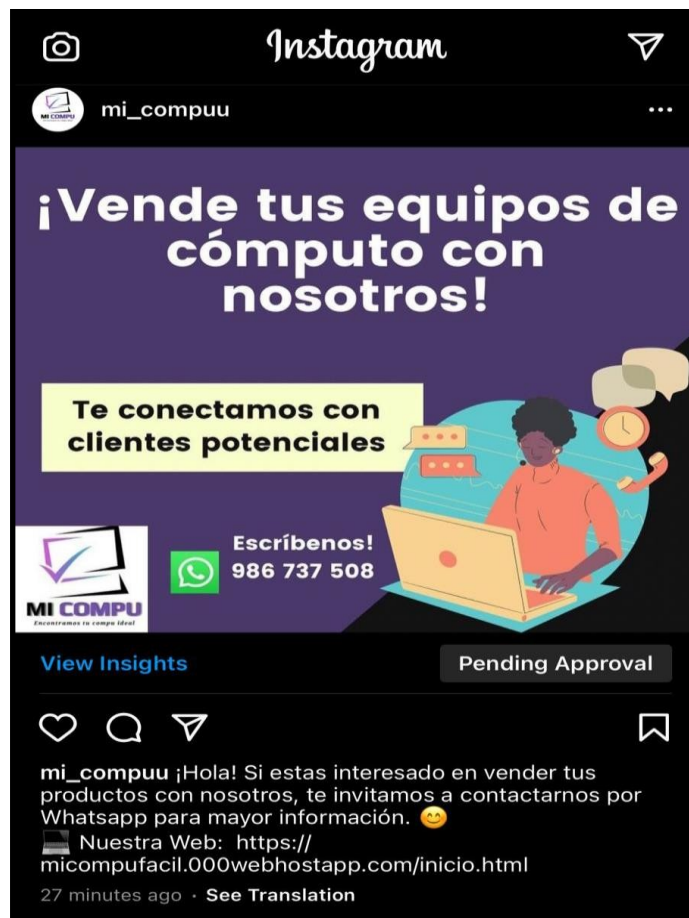 Instagram
mi_compuu
¡Vende tus equipos de
cómputo con
nosotros!
Te conectamos con
clientes potenciales
MI COMPU
Encontramos tu compu ideal
Escríbenos!
986 737 508
MI COMPU
View Insights
Pending Approval
mi_compuu ¡Hola! Si estas interesado en vender tus
productos con nosotros, te invitamos a contactarnos por
Whatsapp para mayor información. 😊
💻 Nuestra Web: https://
micompufacil.000webhostapp.com/inicio.html
27 minutes ago · See Translation